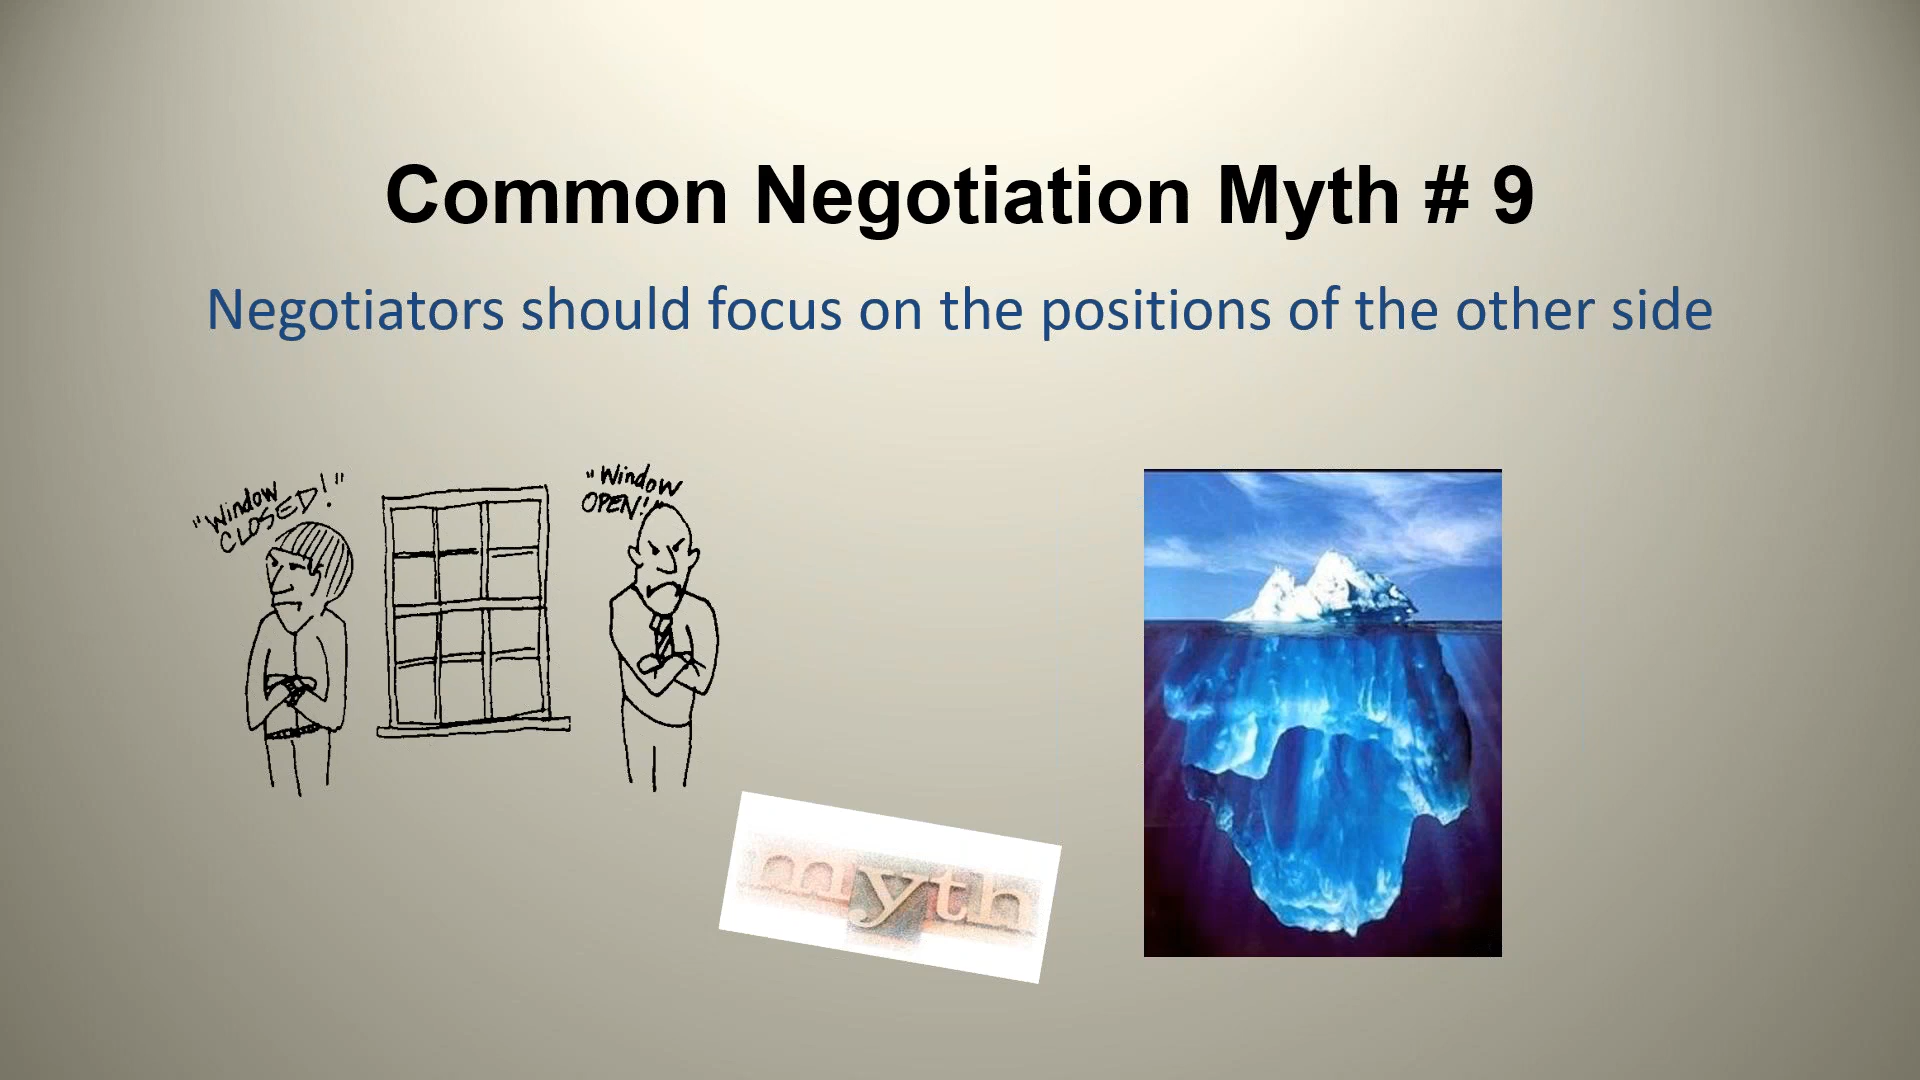 Common Negotiation Myth # 9
Negotiators should focus on the positions of the other side
"Window
CLOSED!"
"Window
OPEN!"
myth